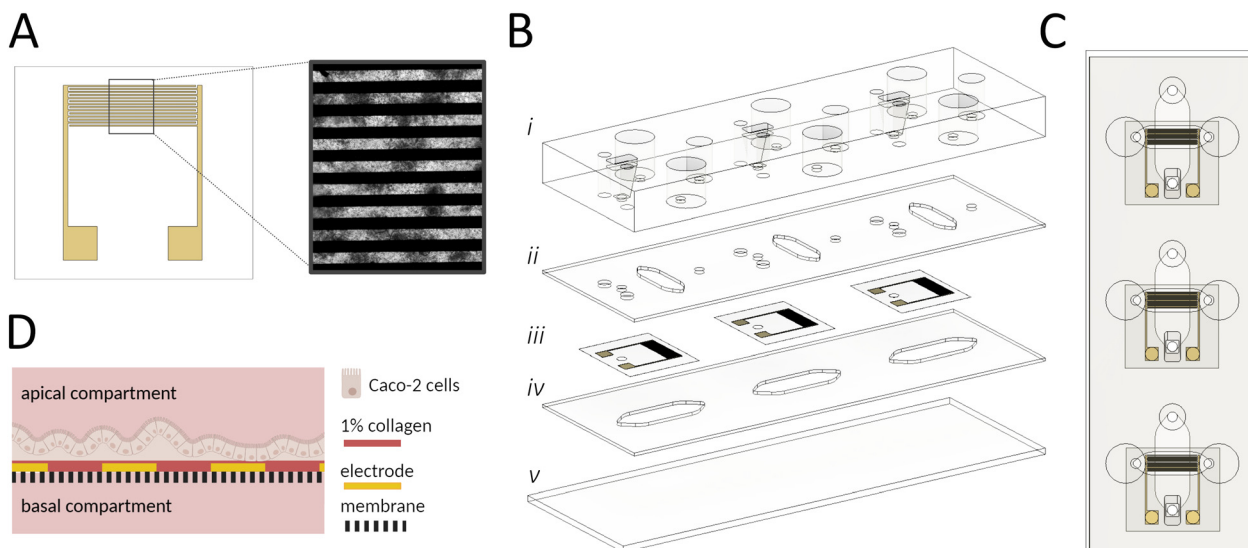 A
B
C
i
ii
iii
iv
v
D
apical compartment
basal compartment
Caco-2 cells
1% collagen
electrode
membrane